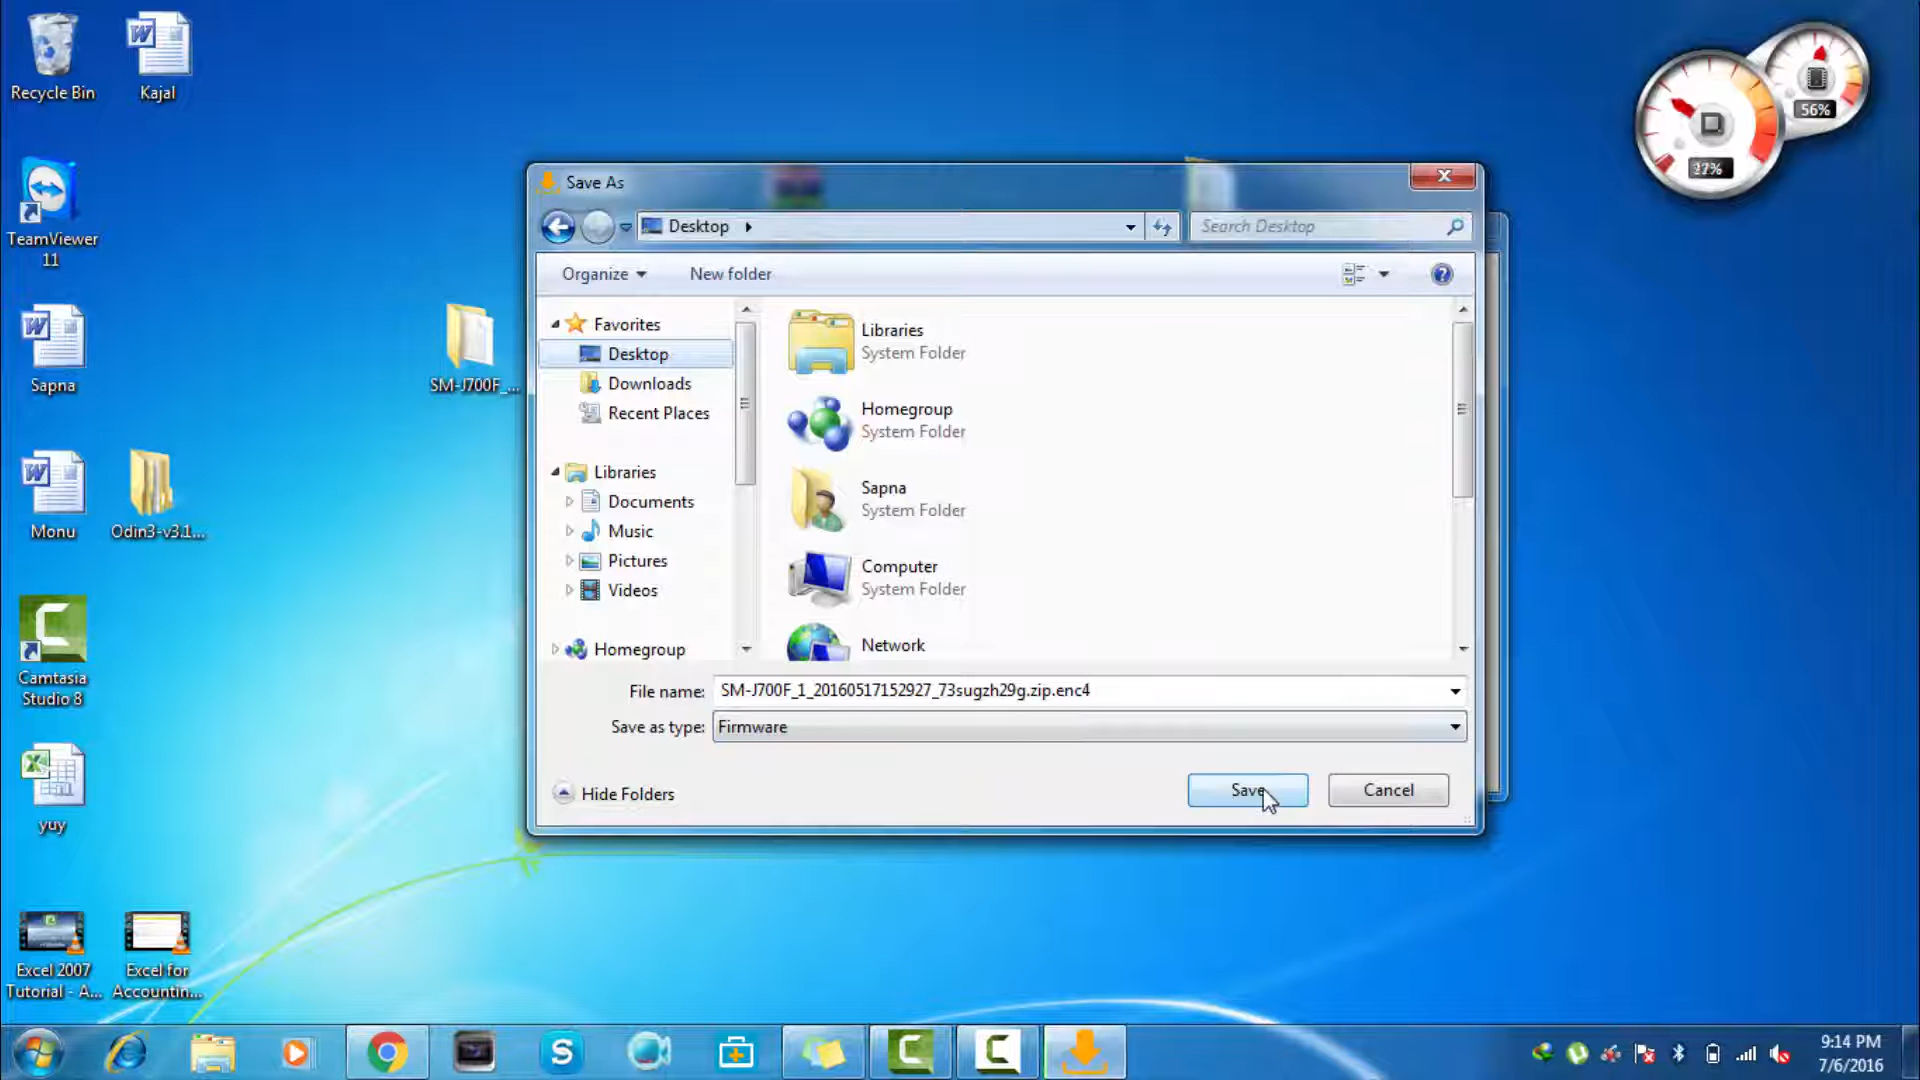 Recycle Bin
Kajal
TeamViewer
11
Sapna
SM-J700F_...
Monu
Odin3-v3.1...
Camtasia
Studio 8
yuy
Excel 2007
Tutorial - A...
Excel for
Accountin...
56%
Save As
Desktop
Search Desktop
Organize
New folder
Favorites
Desktop
Downloads
Recent Places
Libraries
Documents
Music
Pictures
Videos
Homegroup
Libraries
System Folder
Homegroup
System Folder
Sapna
System Folder
Computer
System Folder
Network
File name:
SM-J700F_1_20160517152927_73sugzh29g.zip.enc4
Save as type:
Firmware
Hide Folders
Save
Cancel
9:14 PM
7/6/2016